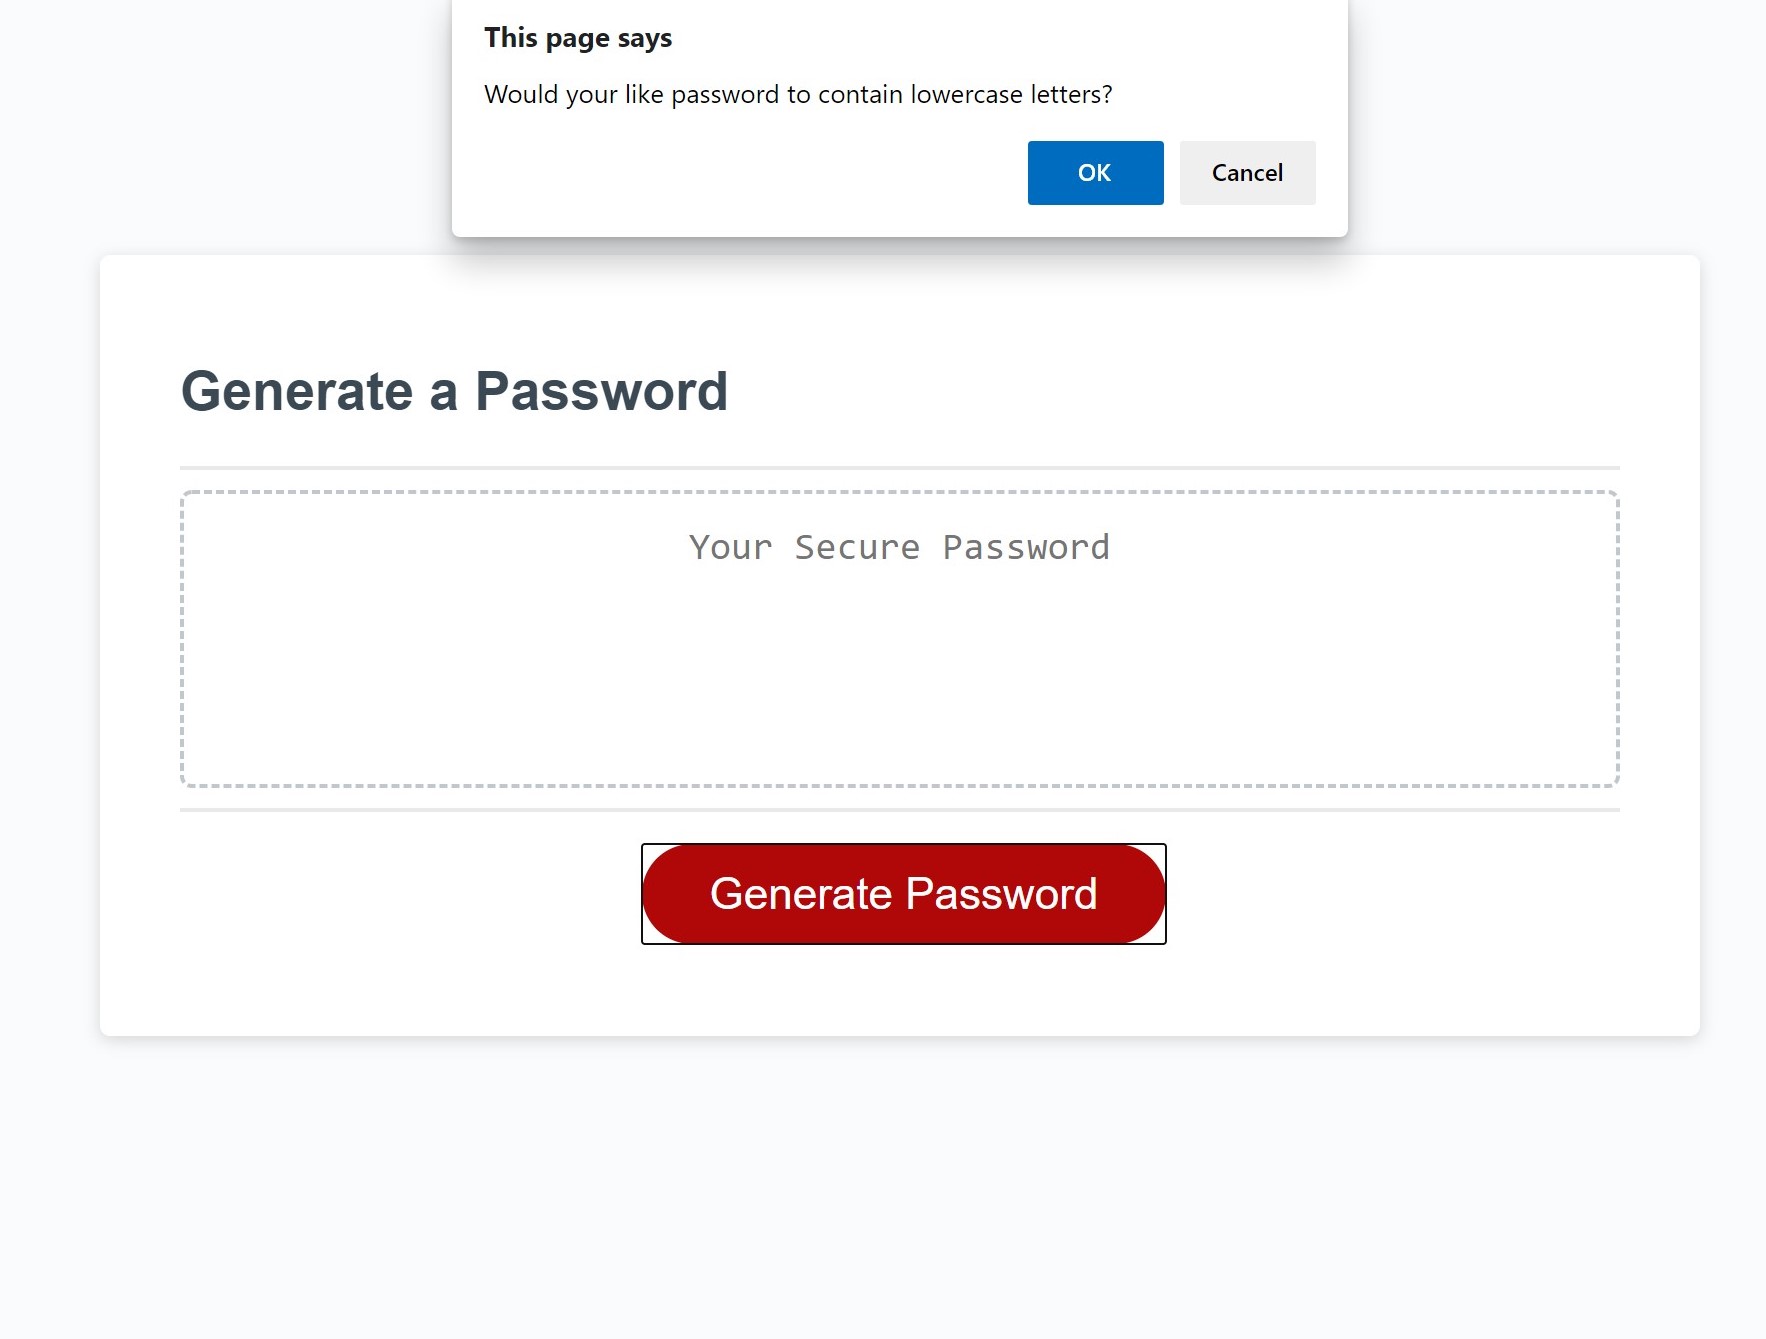 This page says
Would your like password to contain lowercase letters?
OK Cancel
Generate a Password
Your Secure Password
Generate Password